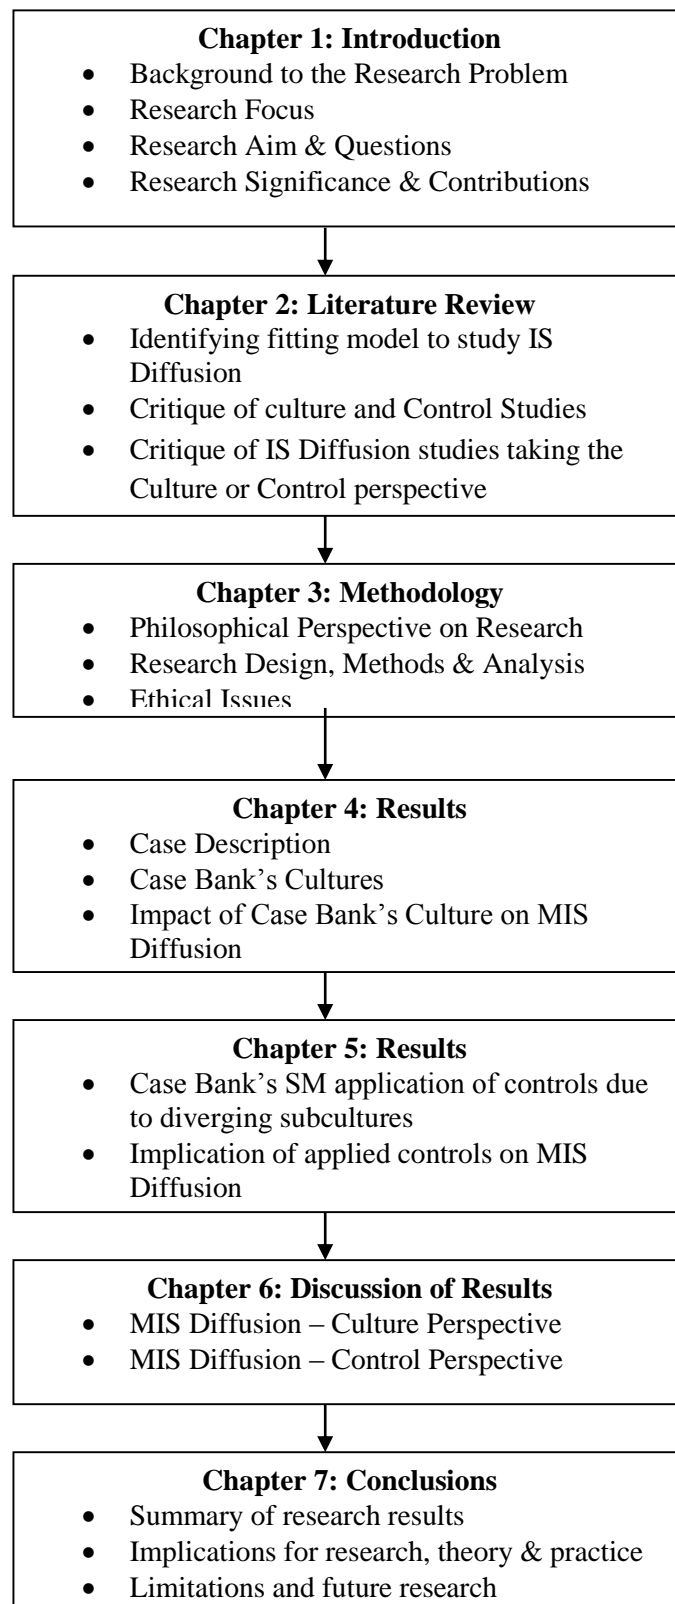 Chapter 1: Introduction
• Background to the Research Problem
• Research Focus
• Research Aim & Questions
• Research Significance & Contributions
Chapter 2: Literature Review
• Identifying fitting model to study IS
Diffusion
• Critique of culture and Control Studies
• Critique of IS Diffusion studies taking the
Culture or Control perspective
Chapter 3: Methodology
• Philosophical Perspective on Research
• Research Design, Methods & Analysis
• Ethical Issues
Chapter 4: Results
• Case Description
• Case Bank’s Cultures
• Impact of Case Bank’s Culture on MIS
Diffusion
Chapter 5: Results
• Case Bank’s SM application of controls due
to diverging subcultures
• Implication of applied controls on MIS
Diffusion
Chapter 6: Discussion of Results
• MIS Diffusion – Culture Perspective
• MIS Diffusion – Control Perspective
Chapter 7: Conclusions
• Summary of research results
• Implications for research, theory & practice
• Limitations and future research